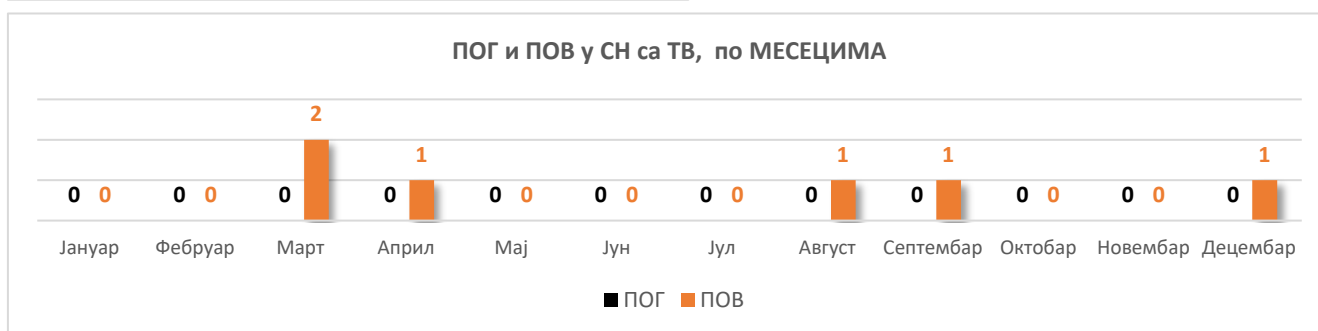 ПОГ и ПОВ у СН са ТВ, по МЕСЕЦИМА
2
1 1 1 1
0 0 0 0 0 0 0 0 0 0 0 0 0 0 0 0 0 0 0
Јануар Фебруар Март Април Мај Јун Јул Август Септембар Октобар Новембар Децембар
ПОГ ПОВ